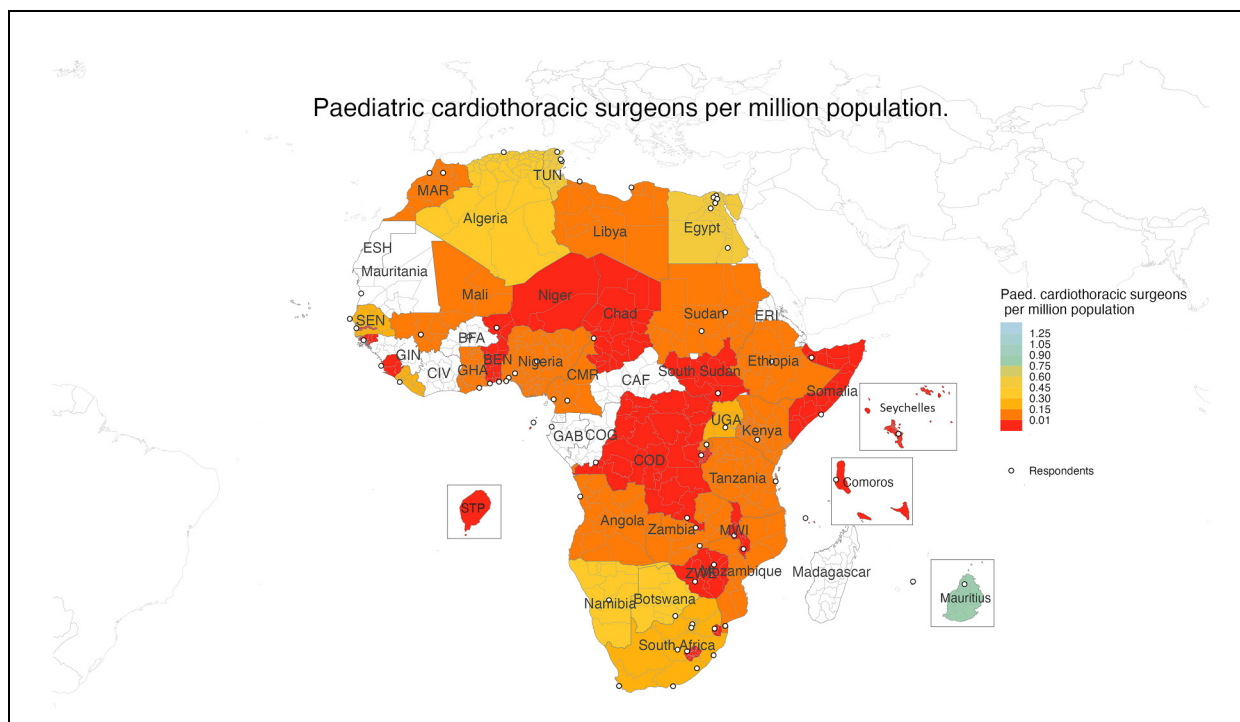 Paediatric cardiothoracic surgeons per million population.
TUN
MAR
Algeria
Libya
Egypt
ESH
Mauritania
Mali
Niger
Chad
Sudan
ERI
SEN
BFA
GIN
CIV
GHA
BEN
Nigeria
CMR
CAF
South Sudan
Ethiopia
Somalia
GAB
COG
COD
UGA
Kenya
Tanzania
Angola
Zambia
MWI
Mozambique
ZWE
Madagascar
Namibia
Botswana
South Africa
STP
Seychelles
Comoros
Mauritius
Paed. cardiothoracic surgeons
per million population
1.25
1.05
0.90
0.75
0.60
0.45
0.30
0.15
0.01
Respondents